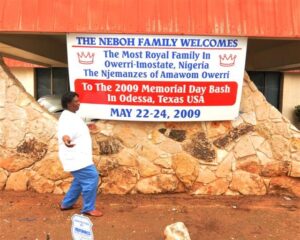 THE NEBOH FAMILY WELCOMES
The Most Royal Family In
Owerri-Imostate, Nigeria
The Njemanzes of Amawom Owerri
To The 2009 Memorial Day Bash
In Odessa, Texas USA
MAY 22-24, 2009